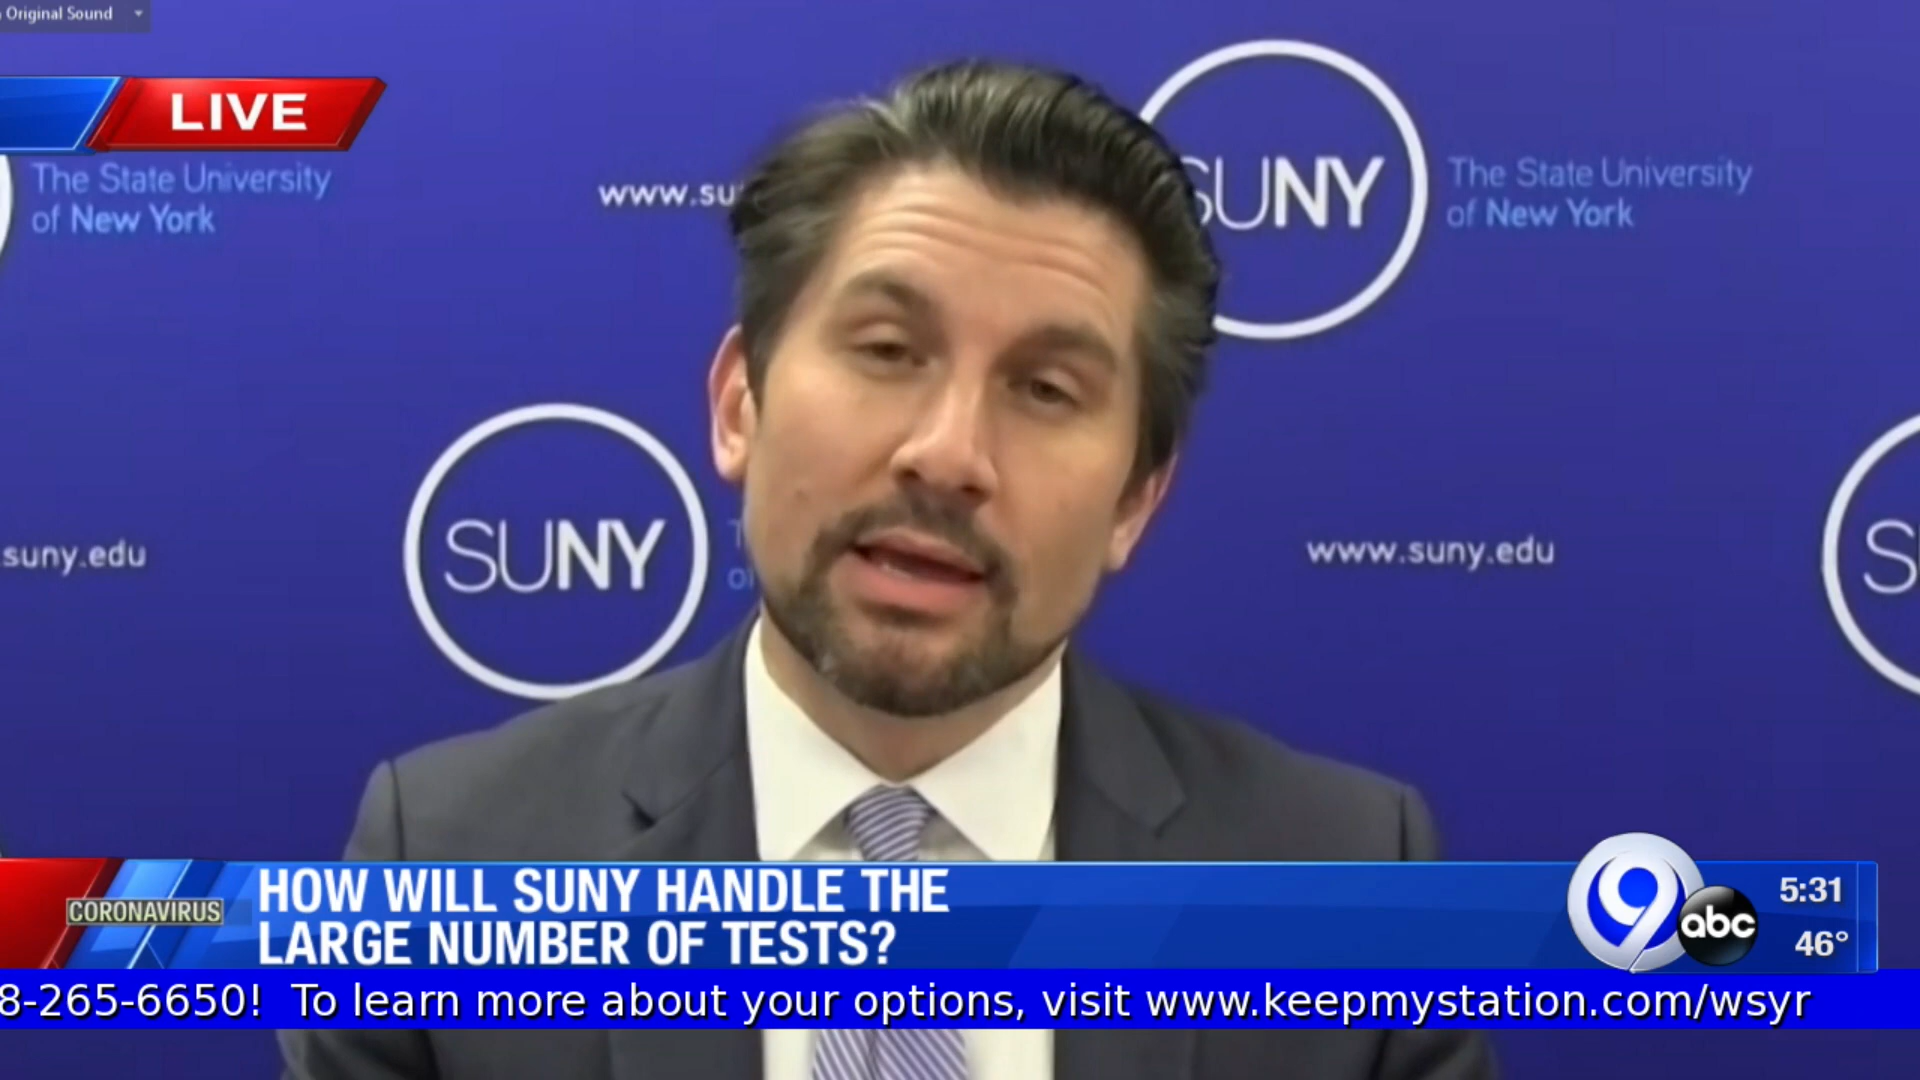 Original Sound
LIVE
The State University
of New York
www.su
SUNY
The State University
of New York
suny.edu
SUNY
www.suny.edu
S
CORONAVIRUS
HOW WILL SUNY HANDLE THE
LARGE NUMBER OF TESTS?
9
abc
5:31
46°
8-265-6650! To learn more about your options, visit www.keepmystation.com/wsyr